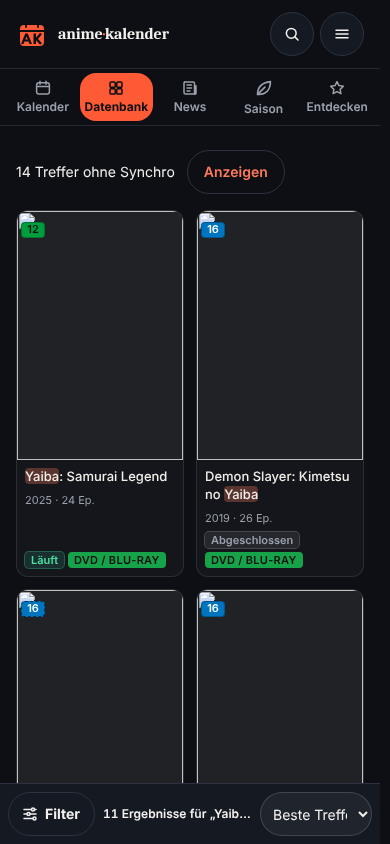 AK
anime·kalender
Kalender
Datenbank
News
Saison
Entdecken
14 Treffer ohne Synchro
Anzeigen
12
16
Yaiba: Samurai Legend
2025 · 24 Ep.
Läuft
DVD / BLU-RAY
Demon Slayer: Kimetsu
no Yaiba
2019 · 26 Ep.
Abgeschlossen
DVD / BLU-RAY
16
16
Filter
11 Ergebnisse für „Yaib…
Beste Treff